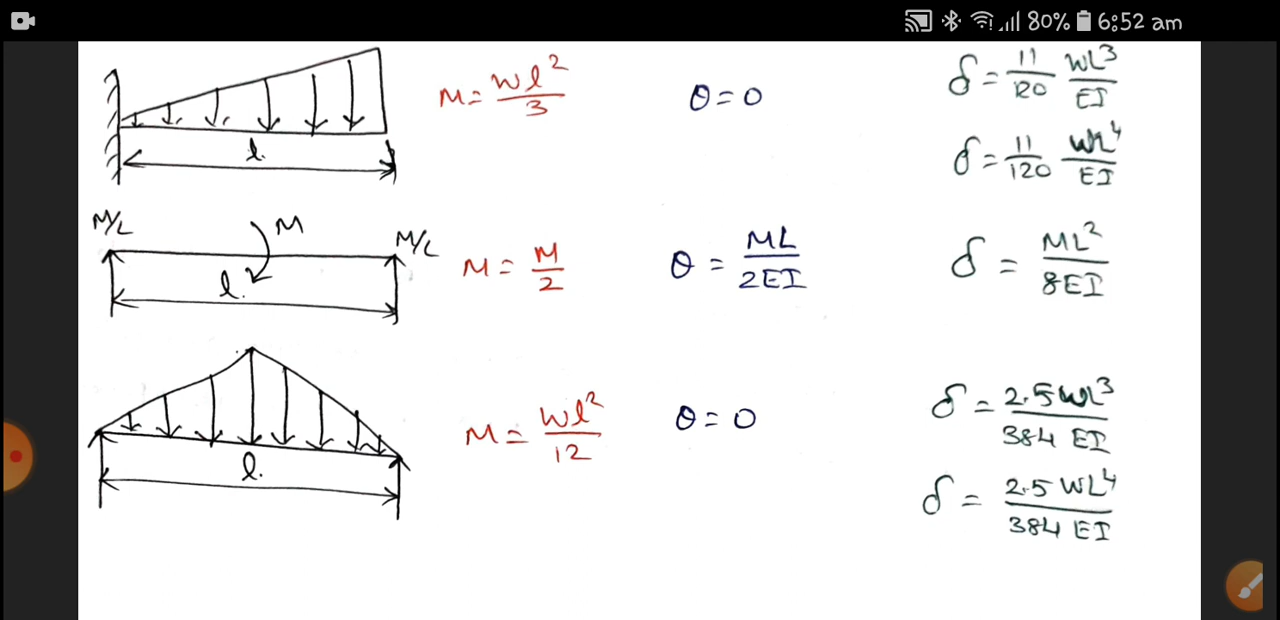 80% 6:52 am
M = wl²/3 θ = 0 δ = 11/120 WL³/EI
δ = 11/120 WL⁴/EI
l.
M/L M M/L
l. M = M/2 θ = ML/2EI δ = ML²/8EI
M = Wl²/12 θ = 0 δ = 2.5WL³/384 EI
l. δ = 2.5 WL⁴/384 EI